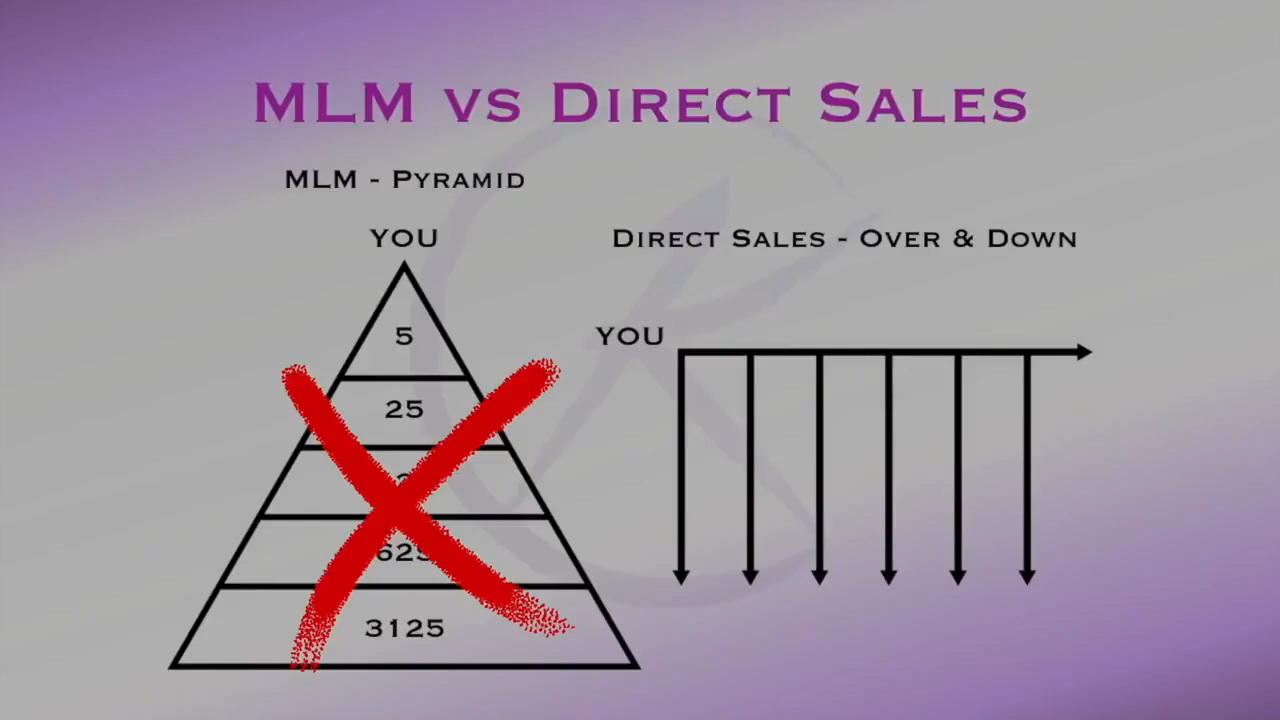 MLM vs Direct Sales
MLM - Pyramid
YOU
Direct Sales - Over & Down
5
YOU
25
3125